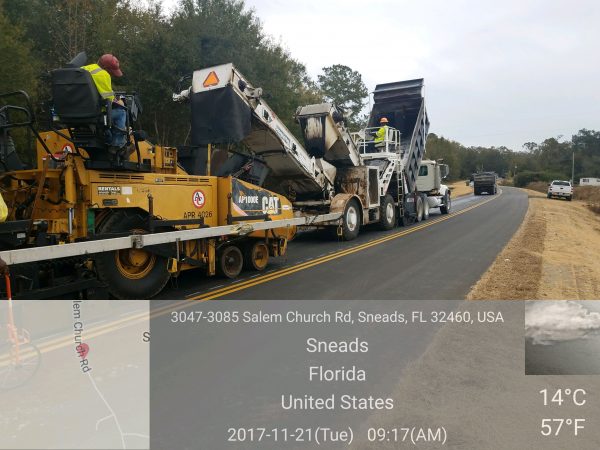 RENTALS
APR 4026
AP1000E
CAT
3047-3085 Salem Church Rd, Sneads, FL 32460, USA
Sneads
Florida
United States
2017-11-21(Tue) 09:17(AM)
lem Church Rd
S
14°C
57°F